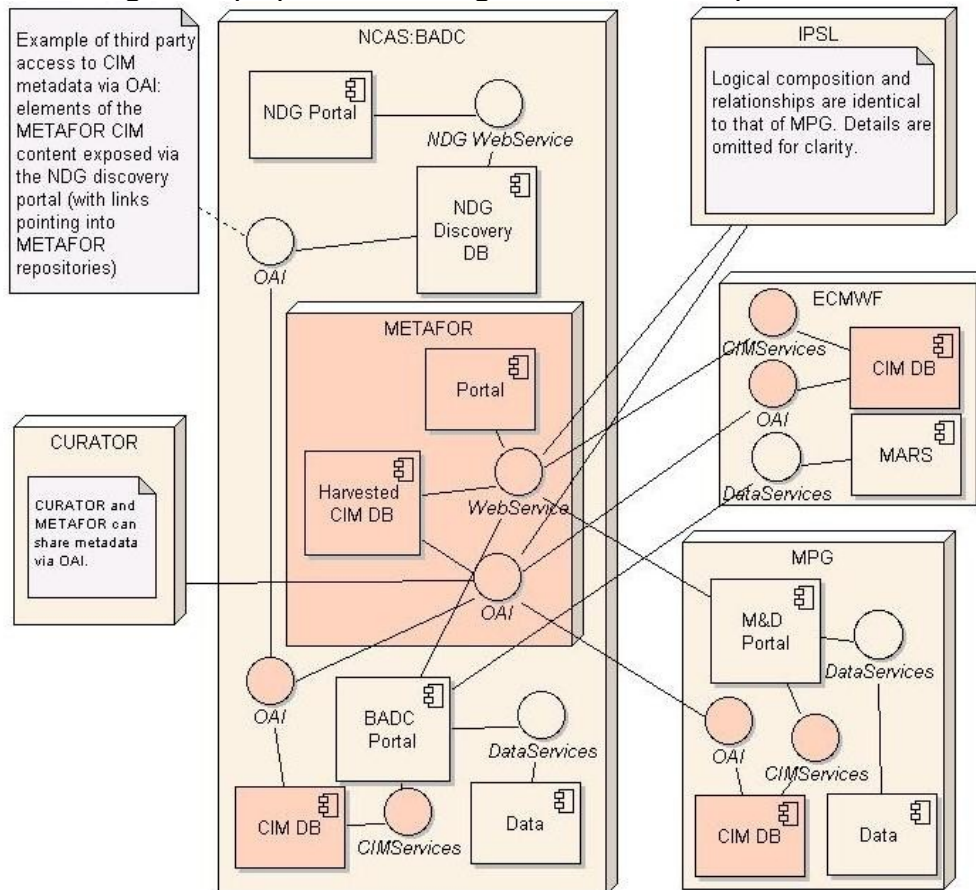 Example of third party
access to CIM
metadata via OAI:
elements of the
METAFOR CIM
content exposed via
the NDG discovery
portal (with links
pointing into
METAFOR
repositories)
NCAS:BADC
NDG Portal
NDG WebService
NDG
Discovery
DB
OAI
METAFOR
Portal
Harvested
CIM DB
WebService
OAI
OAI
BADC
Portal
DataServices
CIM DB
CIMServices
Data
CURATOR
CURATOR and
METAFOR can
share metadata
via OAI.
IPSL
Logical composition and
relationships are identical
to that of MPG. Details are
omitted for clarity.
ECMWF
CIMServices
CIM DB
OAI
MARS
DataServices
MPG
M&D
Portal
DataServices
OAI
CIMServices
CIM DB
Data